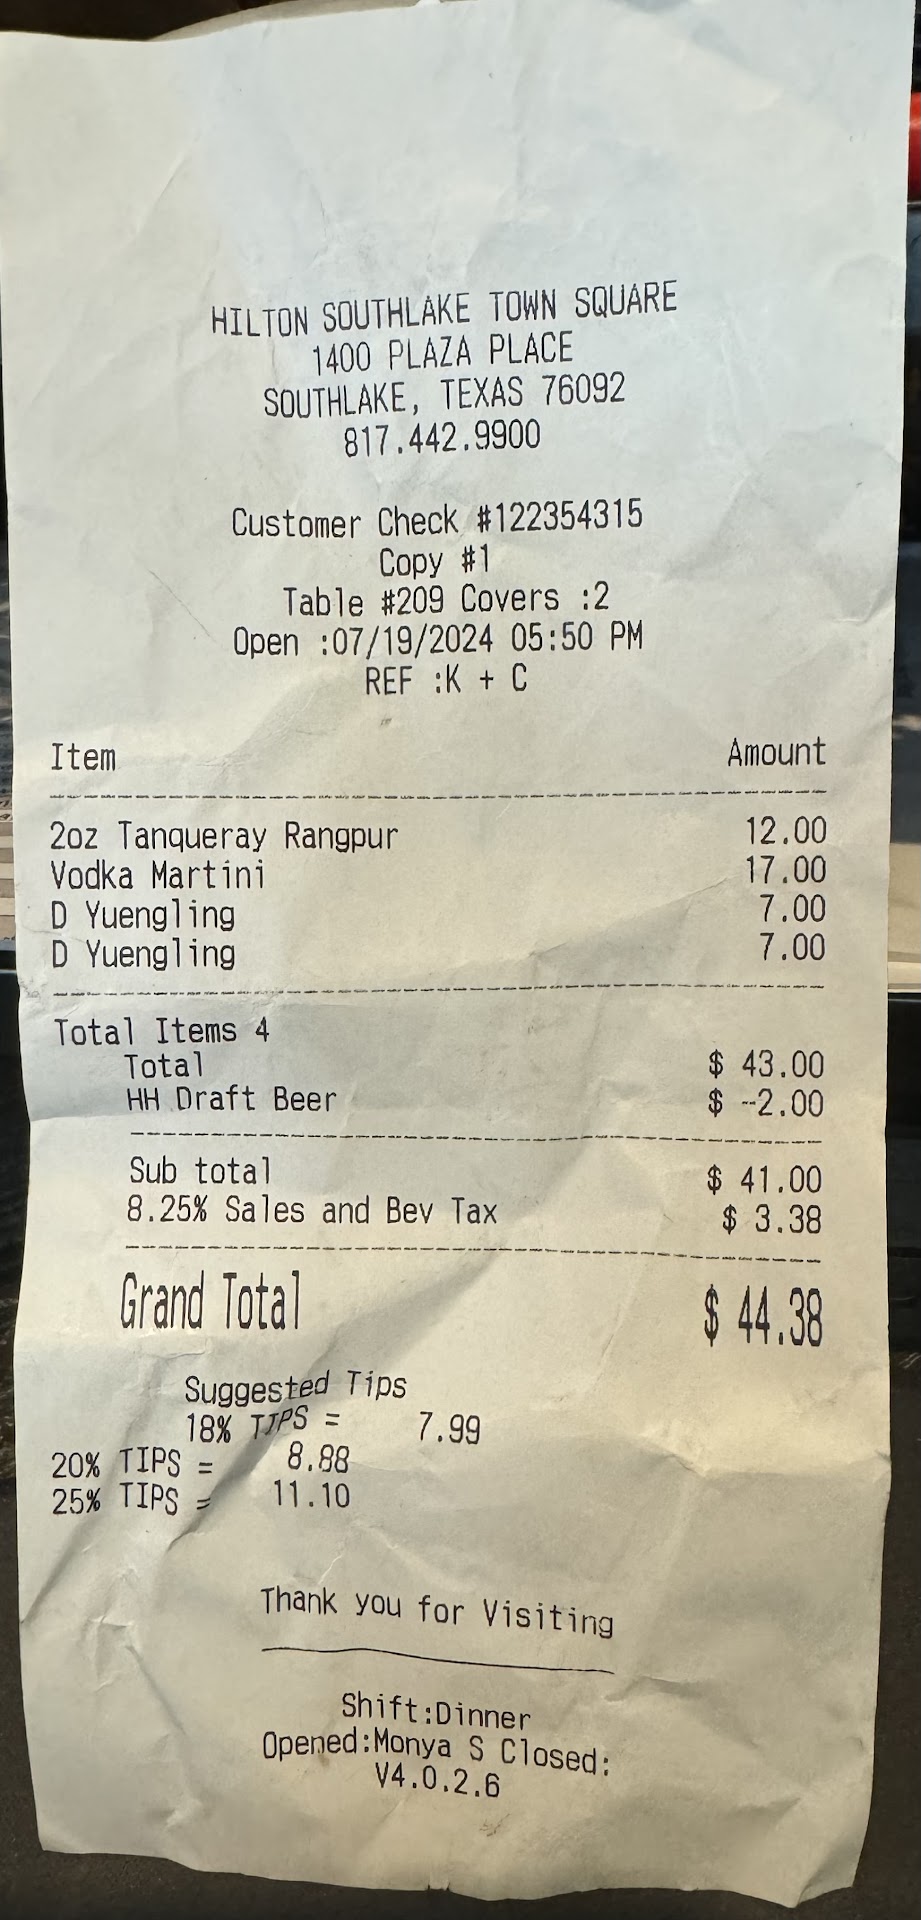 HILTON SOUTHLAKE TOWN SQUARE
1400 PLAZA PLACE
SOUTHLAKE, TEXAS 76092
817.442.9900
Customer Check #122354315
Copy #1
Table #209 Covers :2
Open :07/19/2024 05:50 PM
REF :K + C
Item Amount
2oz Tanqueray Rangpur 12.00
Vodka Martini 17.00
D Yuengling 7.00
D Yuengling 7.00
Total Items 4
Total $ 43.00
HH Draft Beer $ -2.00
Sub total $ 41.00
8.25% Sales and Bev Tax $ 3.38
Grand Total $ 44.38
Suggested Tips
18% TIPS = 7.99
20% TIPS = 8.88
25% TIPS = 11.10
Thank you for Visiting
Shift:Dinner
Opened:Monya S Closed:
V4.0.2.6